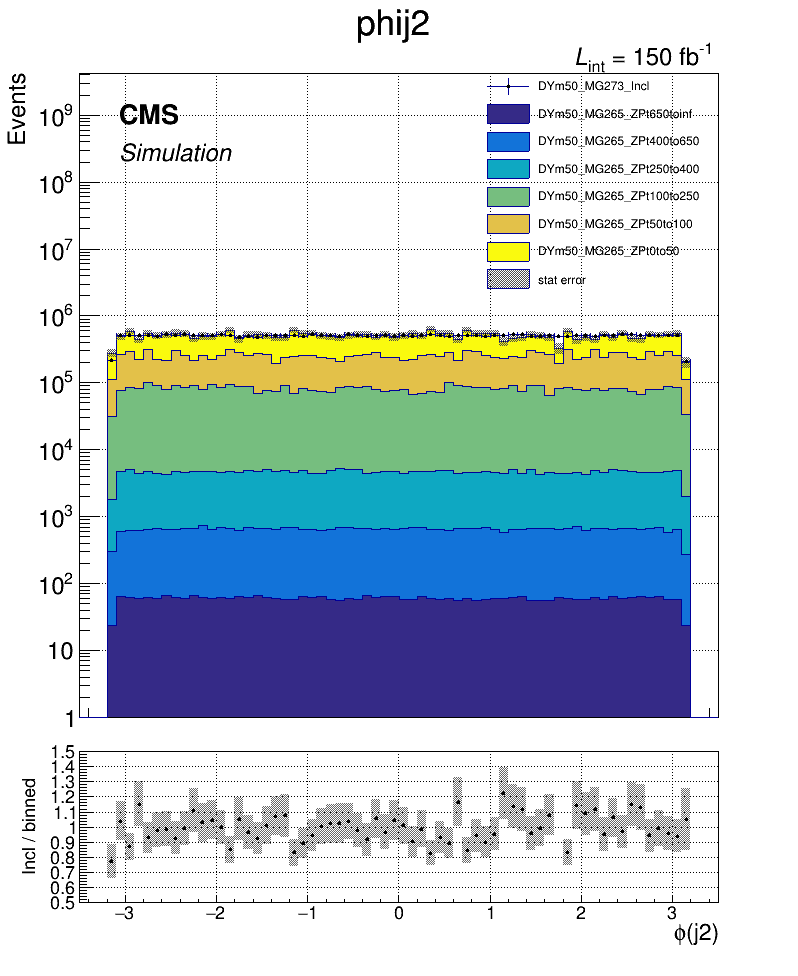 phij2
L_int = 150 fb^-1
Events
CMS
Simulation
DYm50_MG273_Incl
DYm50_MG265_ZPt650toinf
DYm50_MG265_ZPt400to650
DYm50_MG265_ZPt250to400
DYm50_MG265_ZPt100to250
DYm50_MG265_ZPt50to100
DYm50_MG265_ZPt0to50
stat error
10^9
10^8
10^7
10^6
10^5
10^4
10^3
10^2
10
1
Incl / binned
1.5
1.4
1.3
1.2
1.1
1
0.9
0.8
0.7
0.6
0.5
−3 −2 −1 0 1 2 3
ϕ(j2)